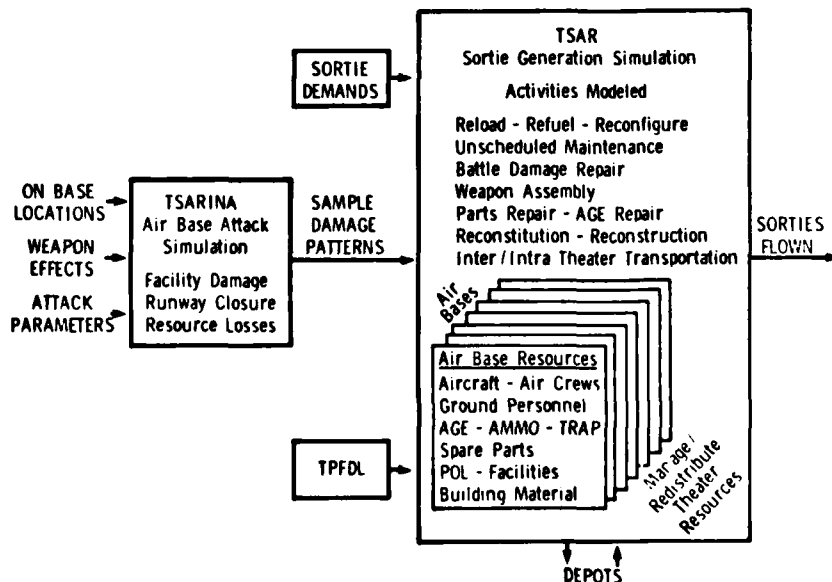 TSAR
Sortie Generation Simulation
Activities Modeled
Reload - Refuel - Reconfigure
Unscheduled Maintenance
Battle Damage Repair
Weapon Assembly
Parts Repair - AGE Repair
Reconstitution - Reconstruction
Inter / Intra Theater Transportation
SORTIE
DEMANDS
ON BASE
LOCATIONS
WEAPON
EFFECTS
ATTACK
PARAMETERS
TSARINA
Air Base Attack
Simulation
Facility Damage
Runway Closure
Resource Losses
SAMPLE
DAMAGE
PATTERNS
SORTIES
FLOWN
Air
Bases
Air Base Resources
Aircraft - Air Crews
Ground Personnel
AGE - AMMO - TRAP
Spare Parts
POL - Facilities
Building Material
Manage /
Redistribute
Theater
Resources
TPFDL
DEPOTS